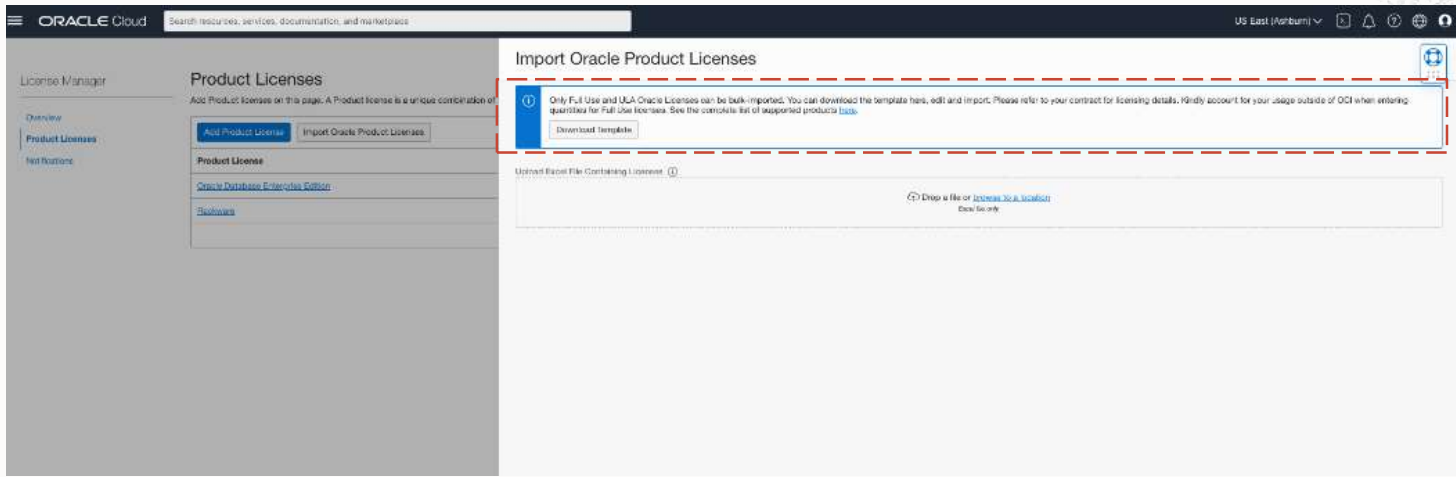 ORACLE Cloud
Search resources, services, documentation, and marketplace
US East (Ashburn)
License Manager
Overview
Product Licenses
Notifications
Product Licenses
Add Product licenses on this page. A Product license is a unique combination of
Add Product License
Import Oracle Product Licenses
Product License
Oracle Database Enterprise Edition
Rackware
Import Oracle Product Licenses
Only Full Use and ULA Oracle Licenses can be bulk-imported. You can download the template here, edit and import. Please refer to your contract for licensing details. Kindly account for your usage outside of OCI when entering
quantities for Full Use licenses. See the complete list of supported products here.
Download Template
Upload Excel File Containing Licenses
Drop a file or browse to a location
Excel file only